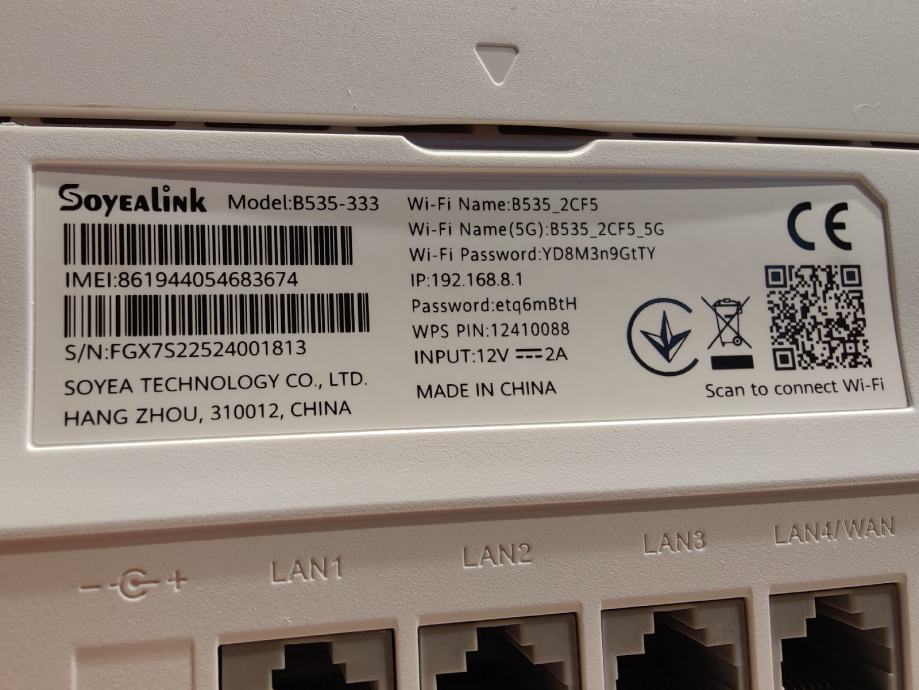 SOYEALINK Model:B535-333
IMEI:861944054683674
S/N:FGX7S22524001813
SOYEA TECHNOLOGY CO., LTD.
HANG ZHOU, 310012, CHINA
Wi-Fi Name:B535_2CF5
Wi-Fi Name(5G):B535_2CF5_5G
Wi-Fi Password:YD8M3n9GtTY
IP:192.168.8.1
Password:etq6mBtH
WPS PIN:12410088
INPUT:12V ⎓ 2A
MADE IN CHINA
CE
Scan to connect Wi-Fi
LAN1
LAN2
LAN3
LAN4/WAN